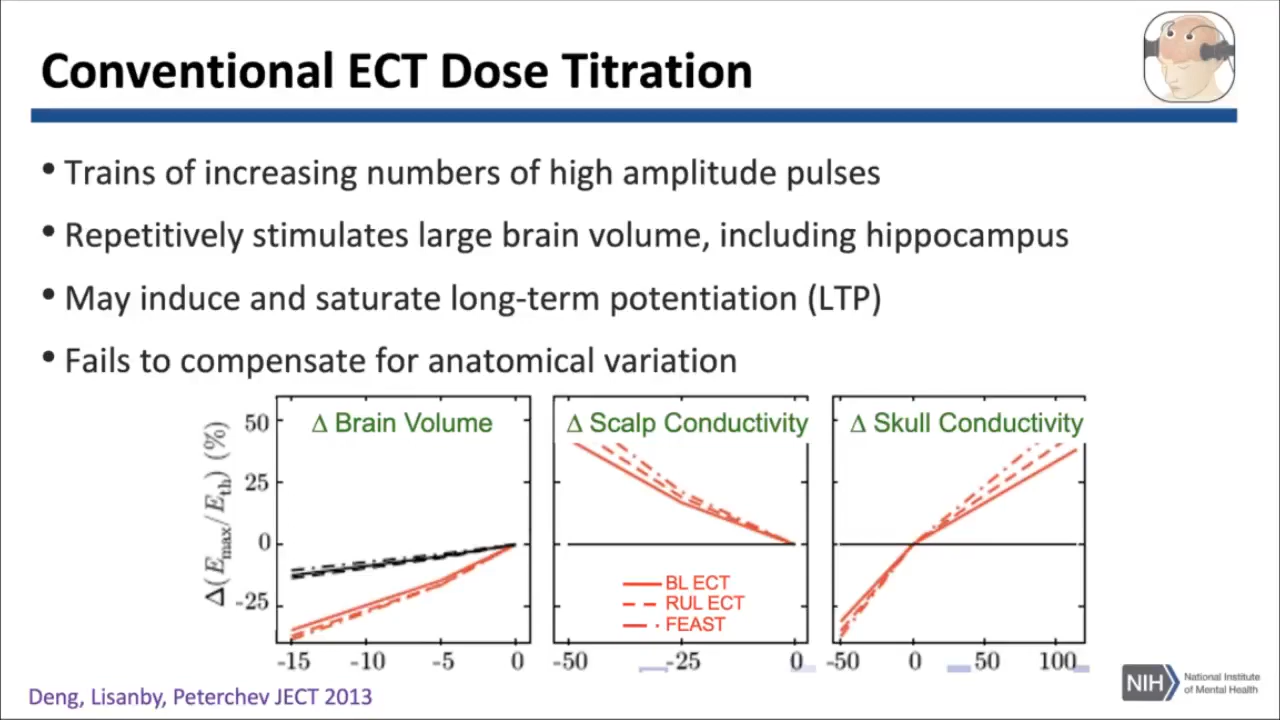 Conventional ECT Dose Titration
• Trains of increasing numbers of high amplitude pulses
• Repetitively stimulates large brain volume, including hippocampus
• May induce and saturate long-term potentiation (LTP)
• Fails to compensate for anatomical variation
Δ Brain Volume
Δ Scalp Conductivity
Δ Skull Conductivity
Δ(Emax/Eth) (%)
50
25
0
-25
BL ECT
RUL ECT
FEAST
-15 -10 -5 0
-50 -25 0
-50 0 50 100
Deng, Lisanby, Peterchev JECT 2013
NIH
National Institute
of Mental Health